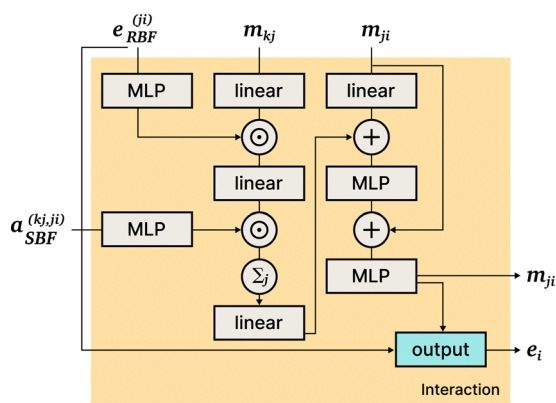 e_RBF^(ji) m_kj m_ji
MLP linear linear
⊙ +
linear MLP
a_SBF^(kj,ji) MLP ⊙ +
Σ_j MLP m_ji
linear
output e_i
Interaction